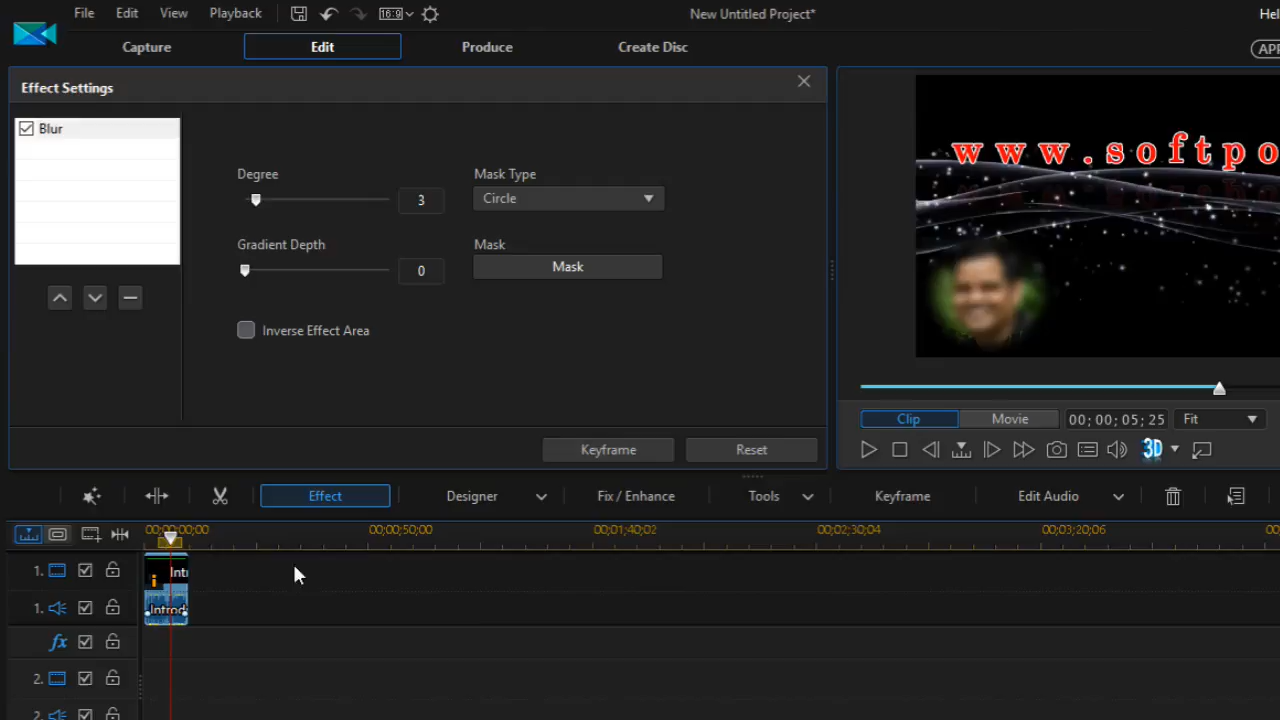 File Edit View Playback 16:9 New Untitled Project* Hel
Capture Edit Produce Create Disc APP
Effect Settings
Blur
Degree
3
Mask Type
Circle
Gradient Depth
0
Mask
Mask
Inverse Effect Area
Keyframe Reset
www.softpo
Clip Movie 00; 00; 05; 25 Fit
3D
Effect Designer Fix / Enhance Tools Keyframe Edit Audio
00;00;00;00 00;00;50;00 00;01;40;02 00;02;30;04 00;03;20;06 00
1. Intr
1. Introd
fx
2.
2.